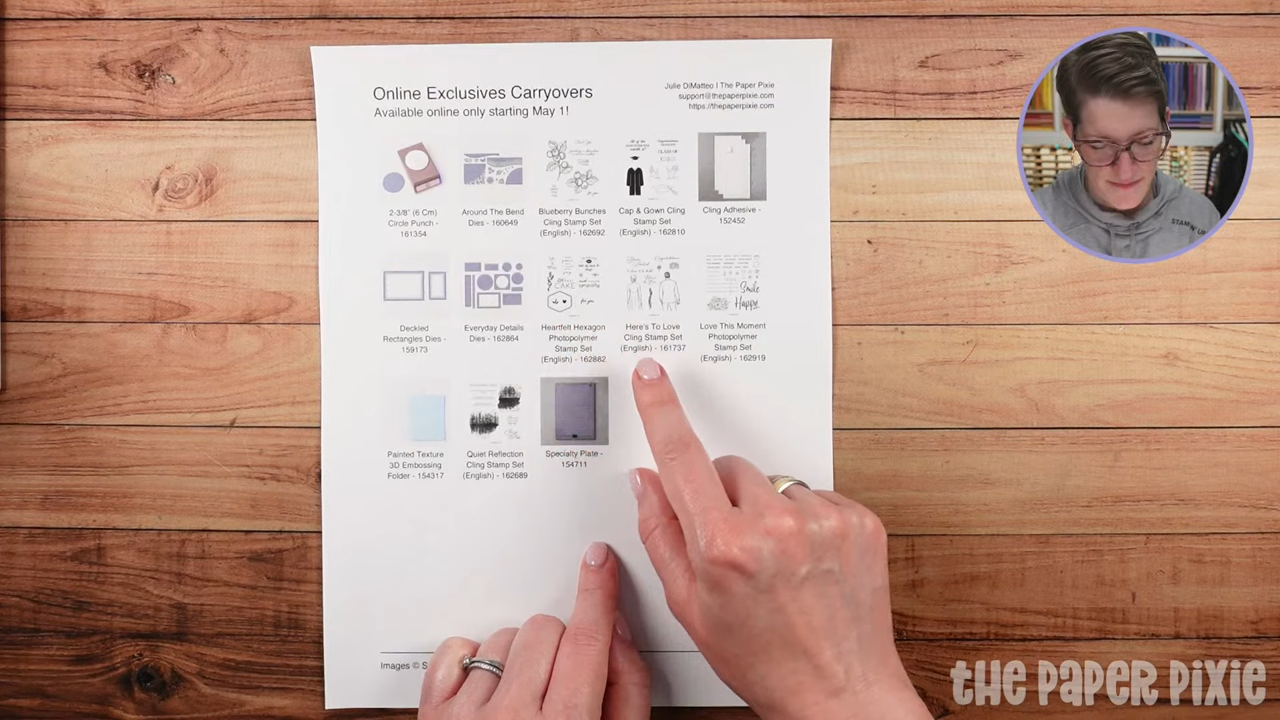 Online Exclusives Carryovers
Available online only starting May 1!
Julie DiMatteo | The Paper Pixie
support@thepaperpixie.com
https://thepaperpixie.com
2-3/8" (6 Cm)
Circle Punch -
161354
Around The Bend
Dies - 160649
Blueberry Bunches
Cling Stamp Set
(English) - 162692
Cap & Gown Cling
Stamp Set
(English) - 162810
Cling Adhesive -
152452
Deckled
Rectangles Dies -
159173
Everyday Details
Dies - 162864
Heartfelt Hexagon
Photopolymer
Stamp Set
(English) - 162882
Here's To Love
Cling Stamp Set
(English) - 161737
Smile
Happy
Love This Moment
Photopolymer
Stamp Set
(English) - 162919
Painted Texture
3D Embossing
Folder - 154317
Quiet Reflection
Cling Stamp Set
(English) - 162689
Specialty Plate -
154711
Images © S
STAMPIN' UP
THE PAPER PIXIE